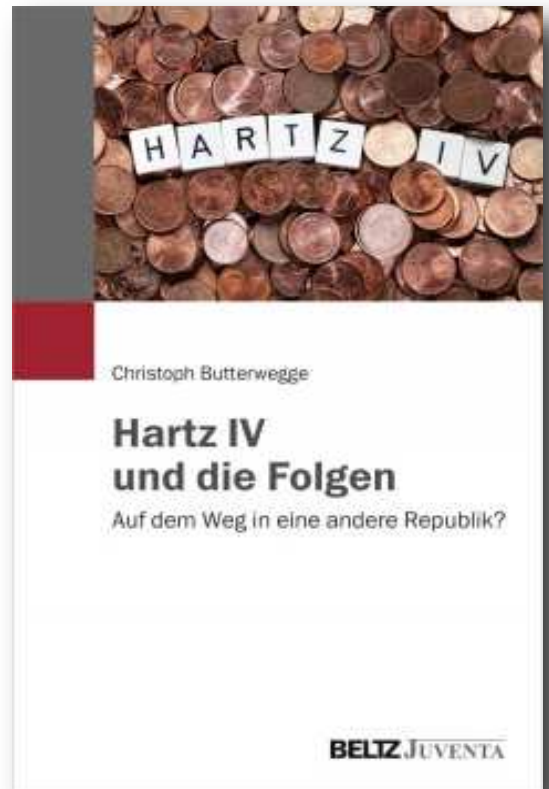 HARTZ IV
Christoph Butterwegge
Hartz IV
und die Folgen
Auf dem Weg in eine andere Republik?
BELTZ JUVENTA